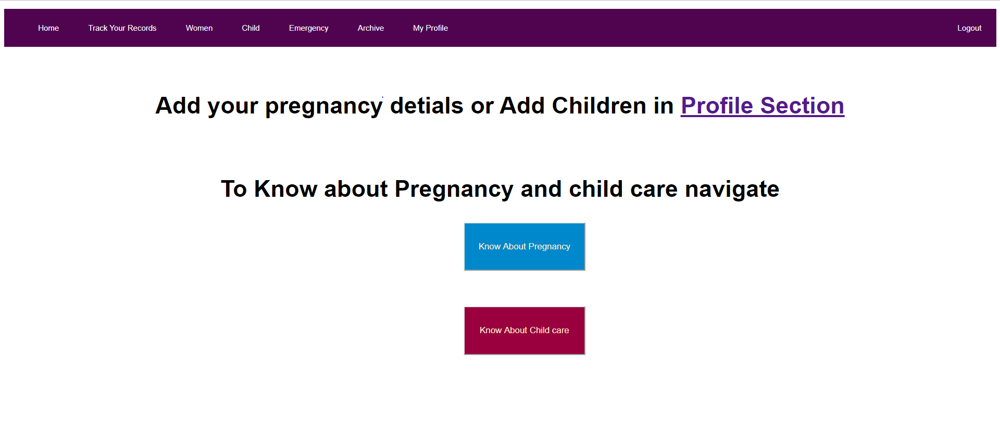 Home Track Your Records Women Child Emergency Archive My Profile Logout
Add your pregnancy detials or Add Children in Profile Section
To Know about Pregnancy and child care navigate
Know About Pregnancy
Know About Child care